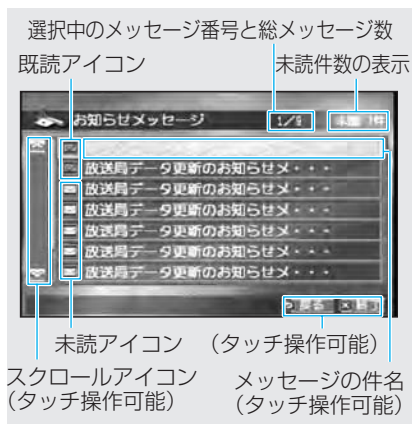 選択中のメッセージ番号と総メッセージ数
既読アイコン
未読件数の表示
お知らせメッセージ
放送局データ更新のお知らせメ・・・
放送局データ更新のお知らせメ・・・
放送局データ更新のお知らせメ・・・
放送局データ更新のお知らせメ・・・
放送局データ更新のお知らせメ・・・
放送局データ更新のお知らせメ・・・
戻る
未読アイコン
(タッチ操作可能)
スクロールアイコン
(タッチ操作可能)
メッセージの件名
(タッチ操作可能)